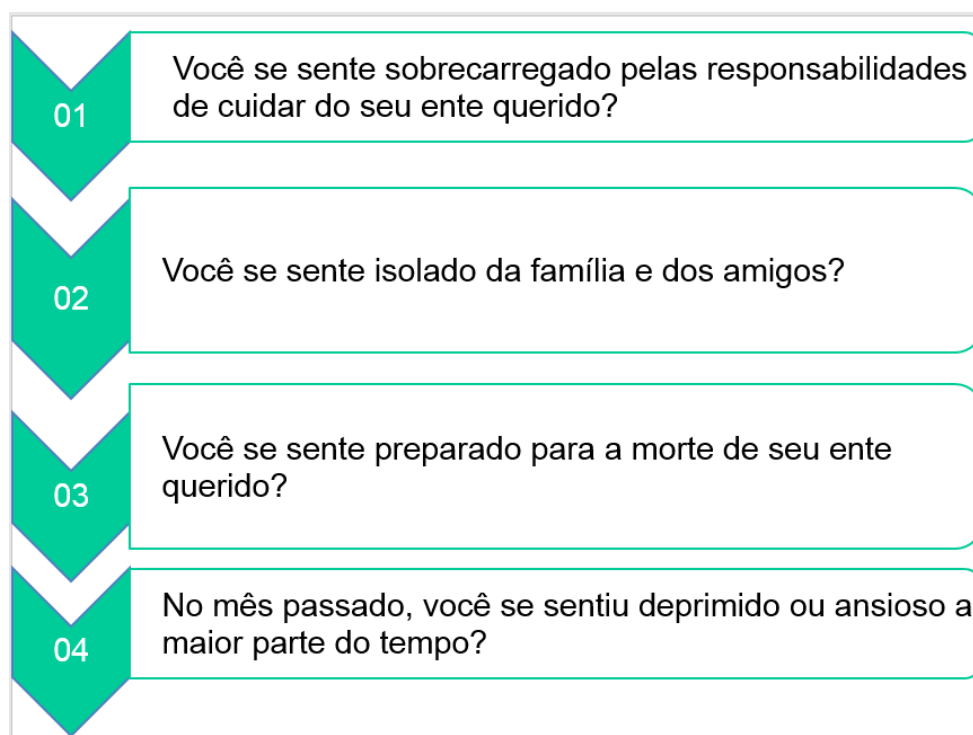 01
Você se sente sobrecarregado pelas responsabilidades
de cuidar do seu ente querido?
02
Você se sente isolado da família e dos amigos?
03
Você se sente preparado para a morte de seu ente
querido?
04
No mês passado, você se sentiu deprimido ou ansioso a
maior parte do tempo?